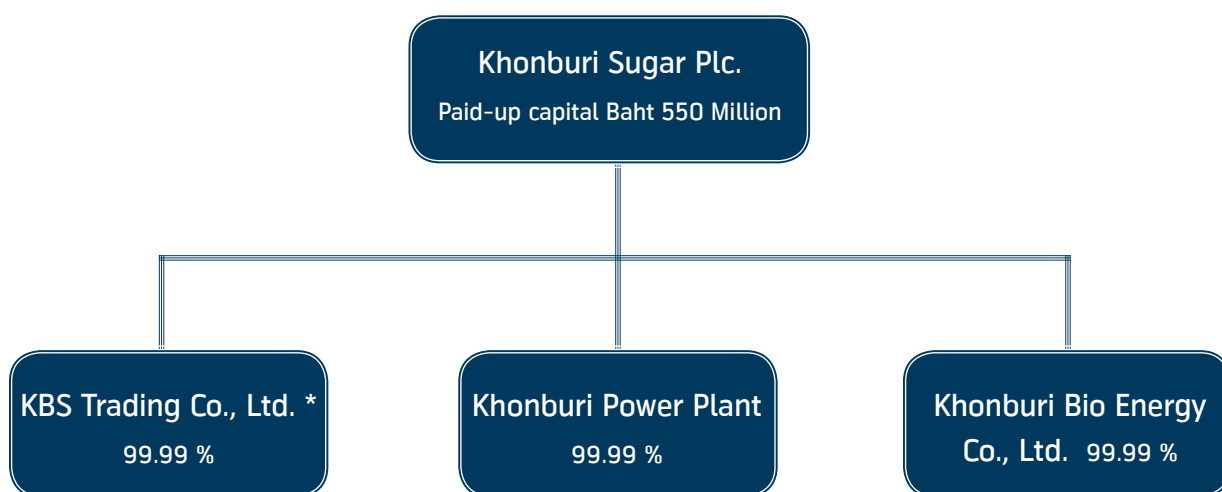 Khonburi Sugar Plc.
Paid-up capital Baht 550 Million
KBS Trading Co., Ltd. *
99.99 %
Khonburi Power Plant
99.99 %
Khonburi Bio Energy
Co., Ltd. 99.99 %